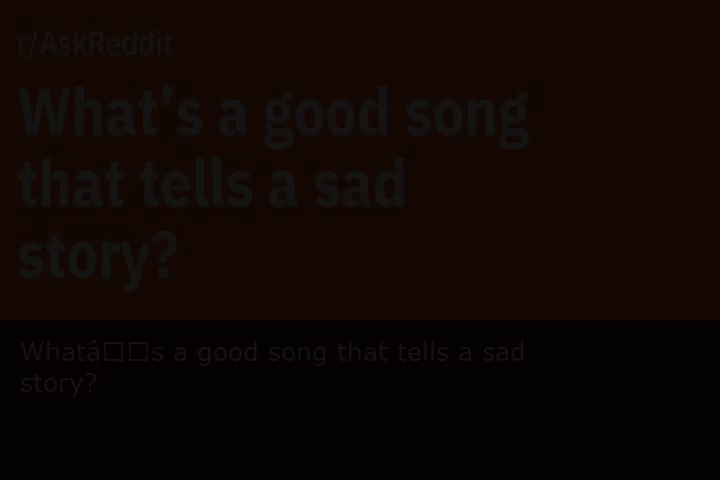 r/AskReddit
What’s a good song
that tells a sad
story?
Whatâ□□s a good song that tells a sad
story?